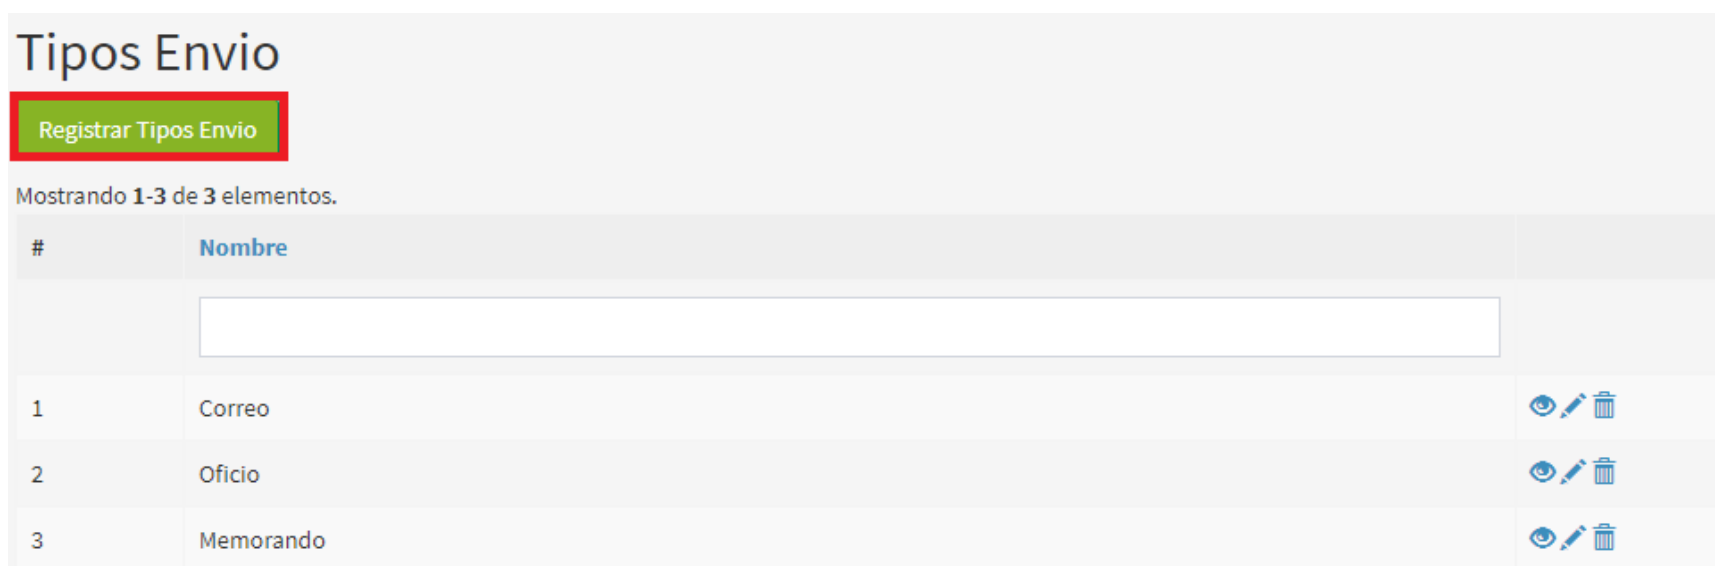 Tipos Envio
Registrar Tipos Envio
Mostrando 1-3 de 3 elementos.
# Nombre
1 Correo
2 Oficio
3 Memorando